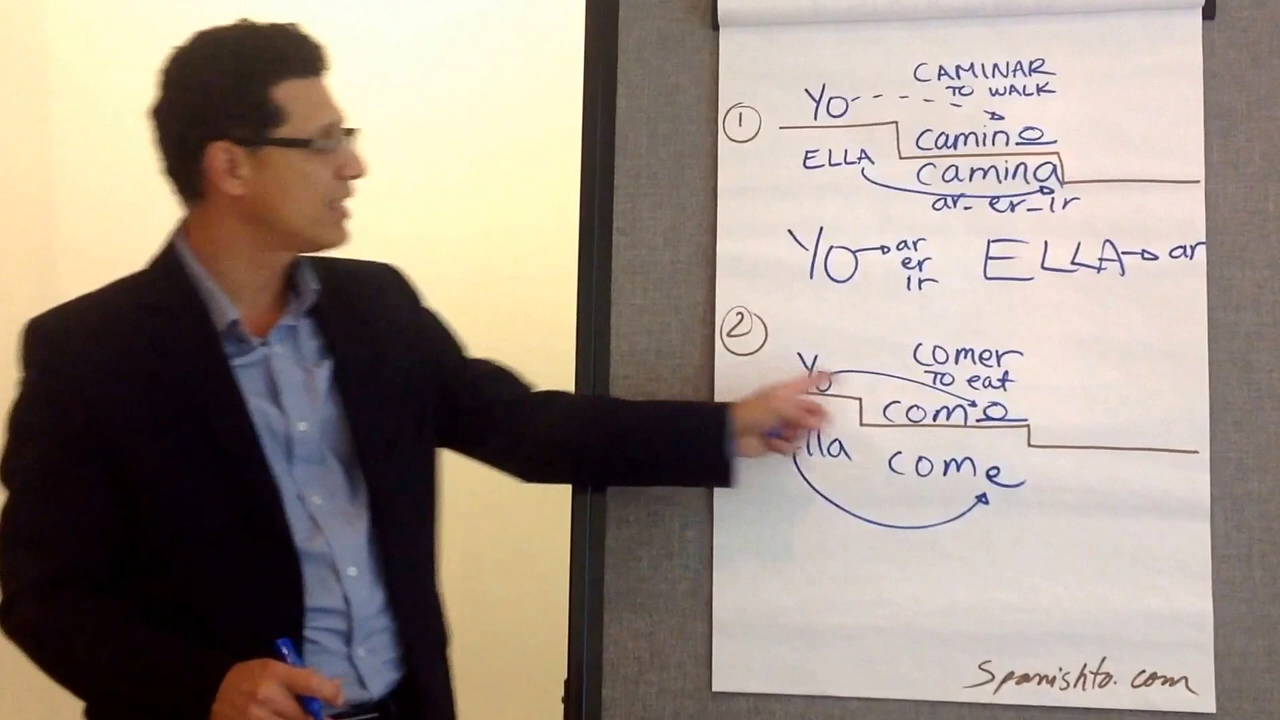 CAMINAR
TO WALK
1
Yo
camino
ELLA
camina
ar-er-ir
Yo ar
er
ir
ELLA ar
2
comer
TO eat
Yo
como
lla
come
Spanishto.com